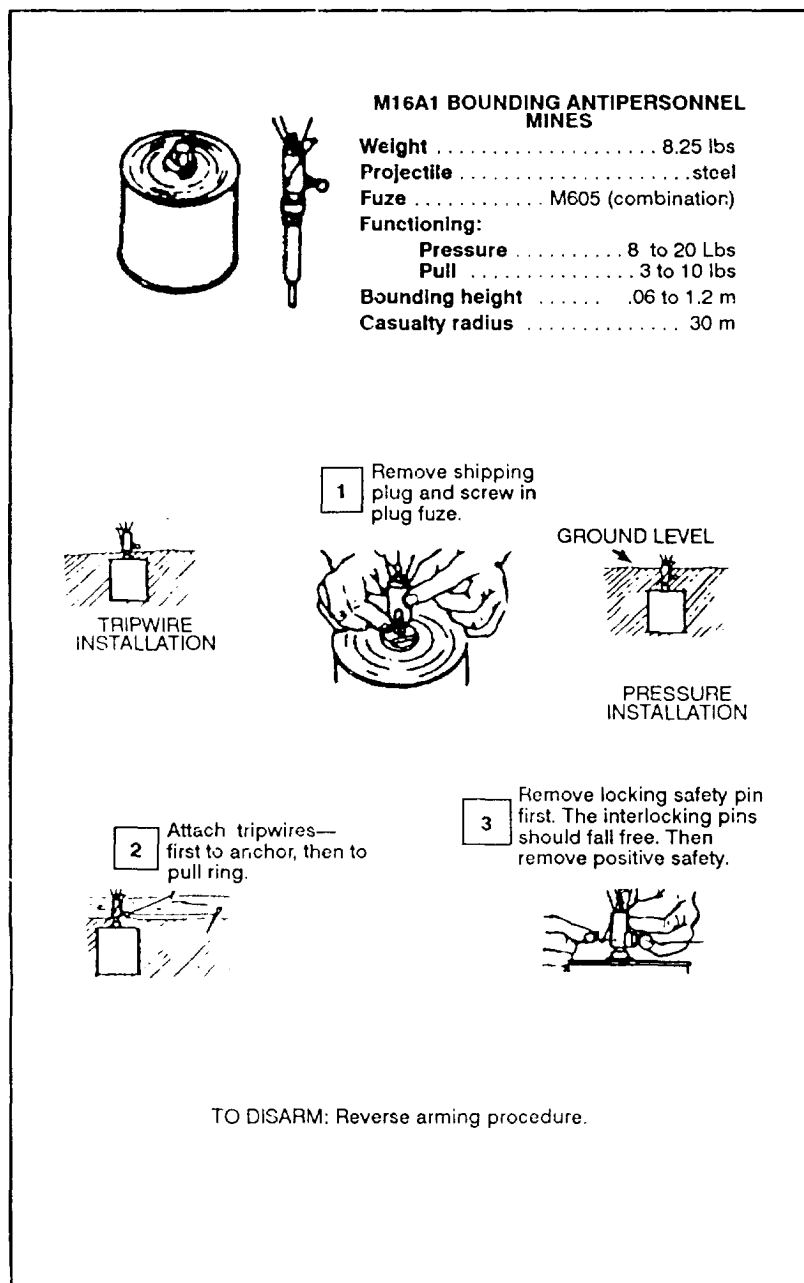 M16A1 BOUNDING ANTIPERSONNEL
MINES
Weight . . . . . . . . . . . . . . . . . . . . 8.25 lbs
Projectile . . . . . . . . . . . . . . . . . . . . . steel
Fuze . . . . . . . . . . . . M605 (combination)
Functioning:
Pressure . . . . . . . . . . 8 to 20 Lbs
Pull . . . . . . . . . . . . . 3 to 10 lbs
Bounding height . . . . . . .06 to 1.2 m
Casualty radius . . . . . . . . . . . . . . 30 m
1
Remove shipping
plug and screw in
plug fuze.
TRIPWIRE
INSTALLATION
GROUND LEVEL
PRESSURE
INSTALLATION
2
Attach tripwires—
first to anchor, then to
pull ring.
3
Remove locking safety pin
first. The interlocking pins
should fall free. Then
remove positive safety.
TO DISARM: Reverse arming procedure.